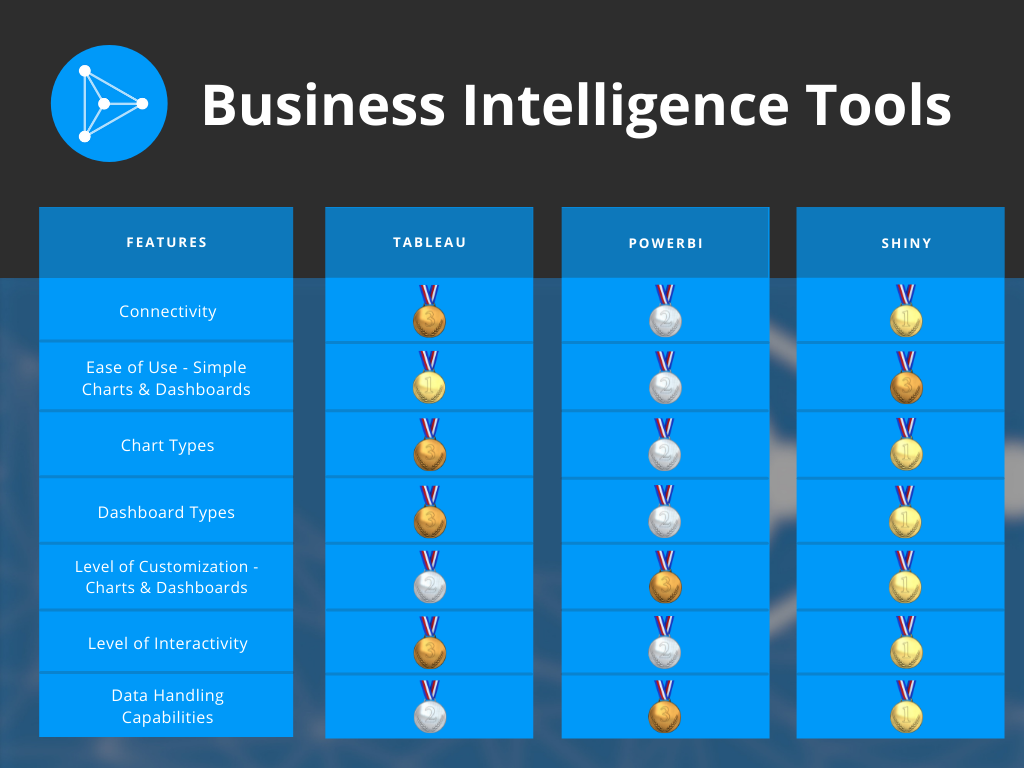 Business Intelligence Tools
FEATURES
TABLEAU
POWERBI
SHINY
Connectivity
3
2
1
Ease of Use - Simple
Charts & Dashboards
1
2
3
Chart Types
3
2
1
Dashboard Types
3
2
1
Level of Customization -
Charts & Dashboards
2
3
1
Level of Interactivity
3
2
1
Data Handling
Capabilities
2
3
1